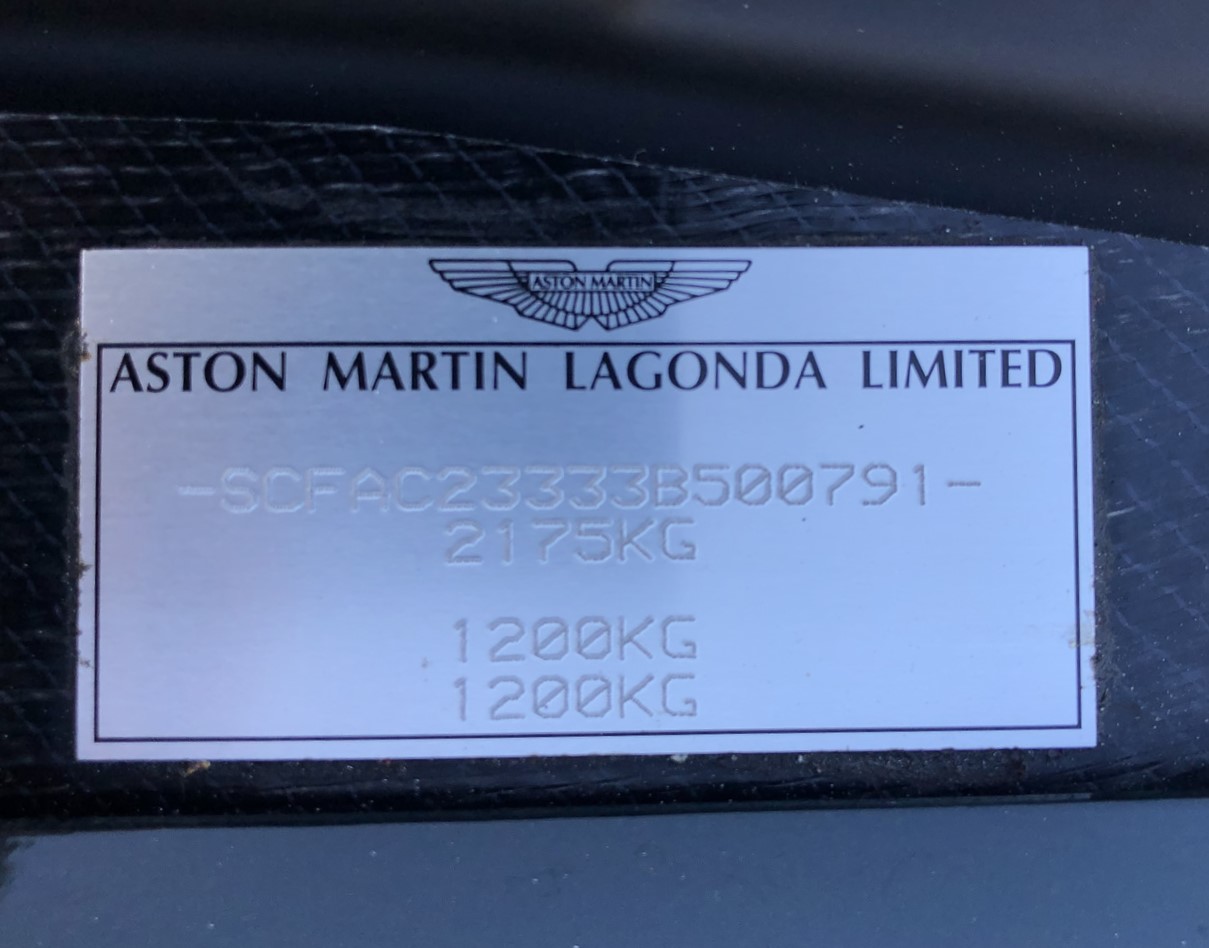 ASTON MARTIN
ASTON MARTIN LAGONDA LIMITED
-SCFAC23333B500791-
2175KG
1200KG
1200KG